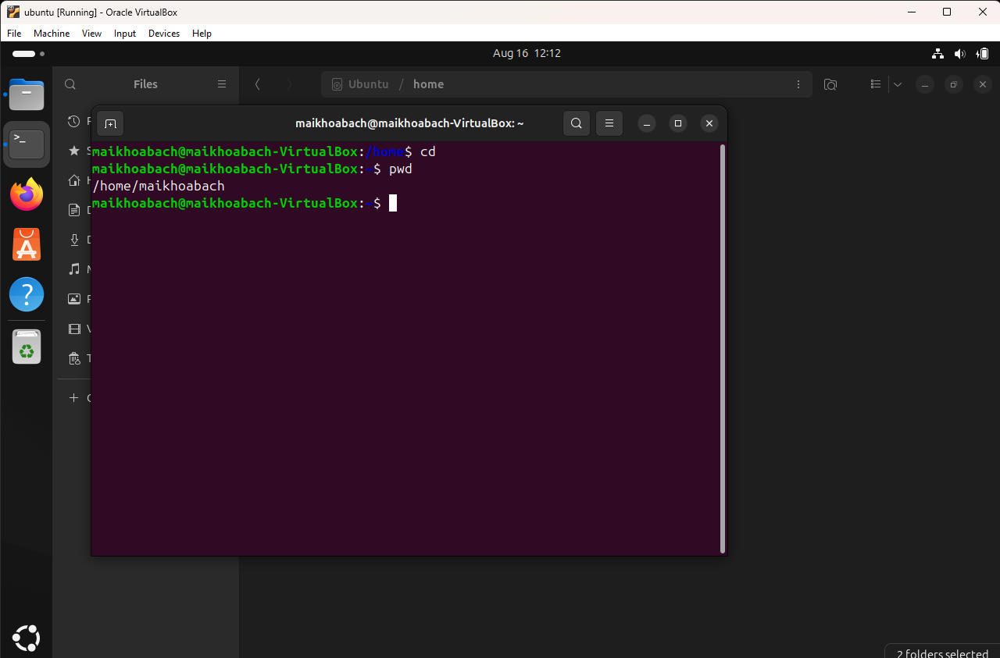 ubuntu [Running] - Oracle VirtualBox
File Machine View Input Devices Help
Aug 16 12:12
Files
Ubuntu / home
maikhoabach@maikhoabach-VirtualBox: ~
maikhoabach@maikhoabach-VirtualBox:/home$ cd
maikhoabach@maikhoabach-VirtualBox:~$ pwd
/home/maikhoabach
maikhoabach@maikhoabach-VirtualBox:~$
2 folders selected